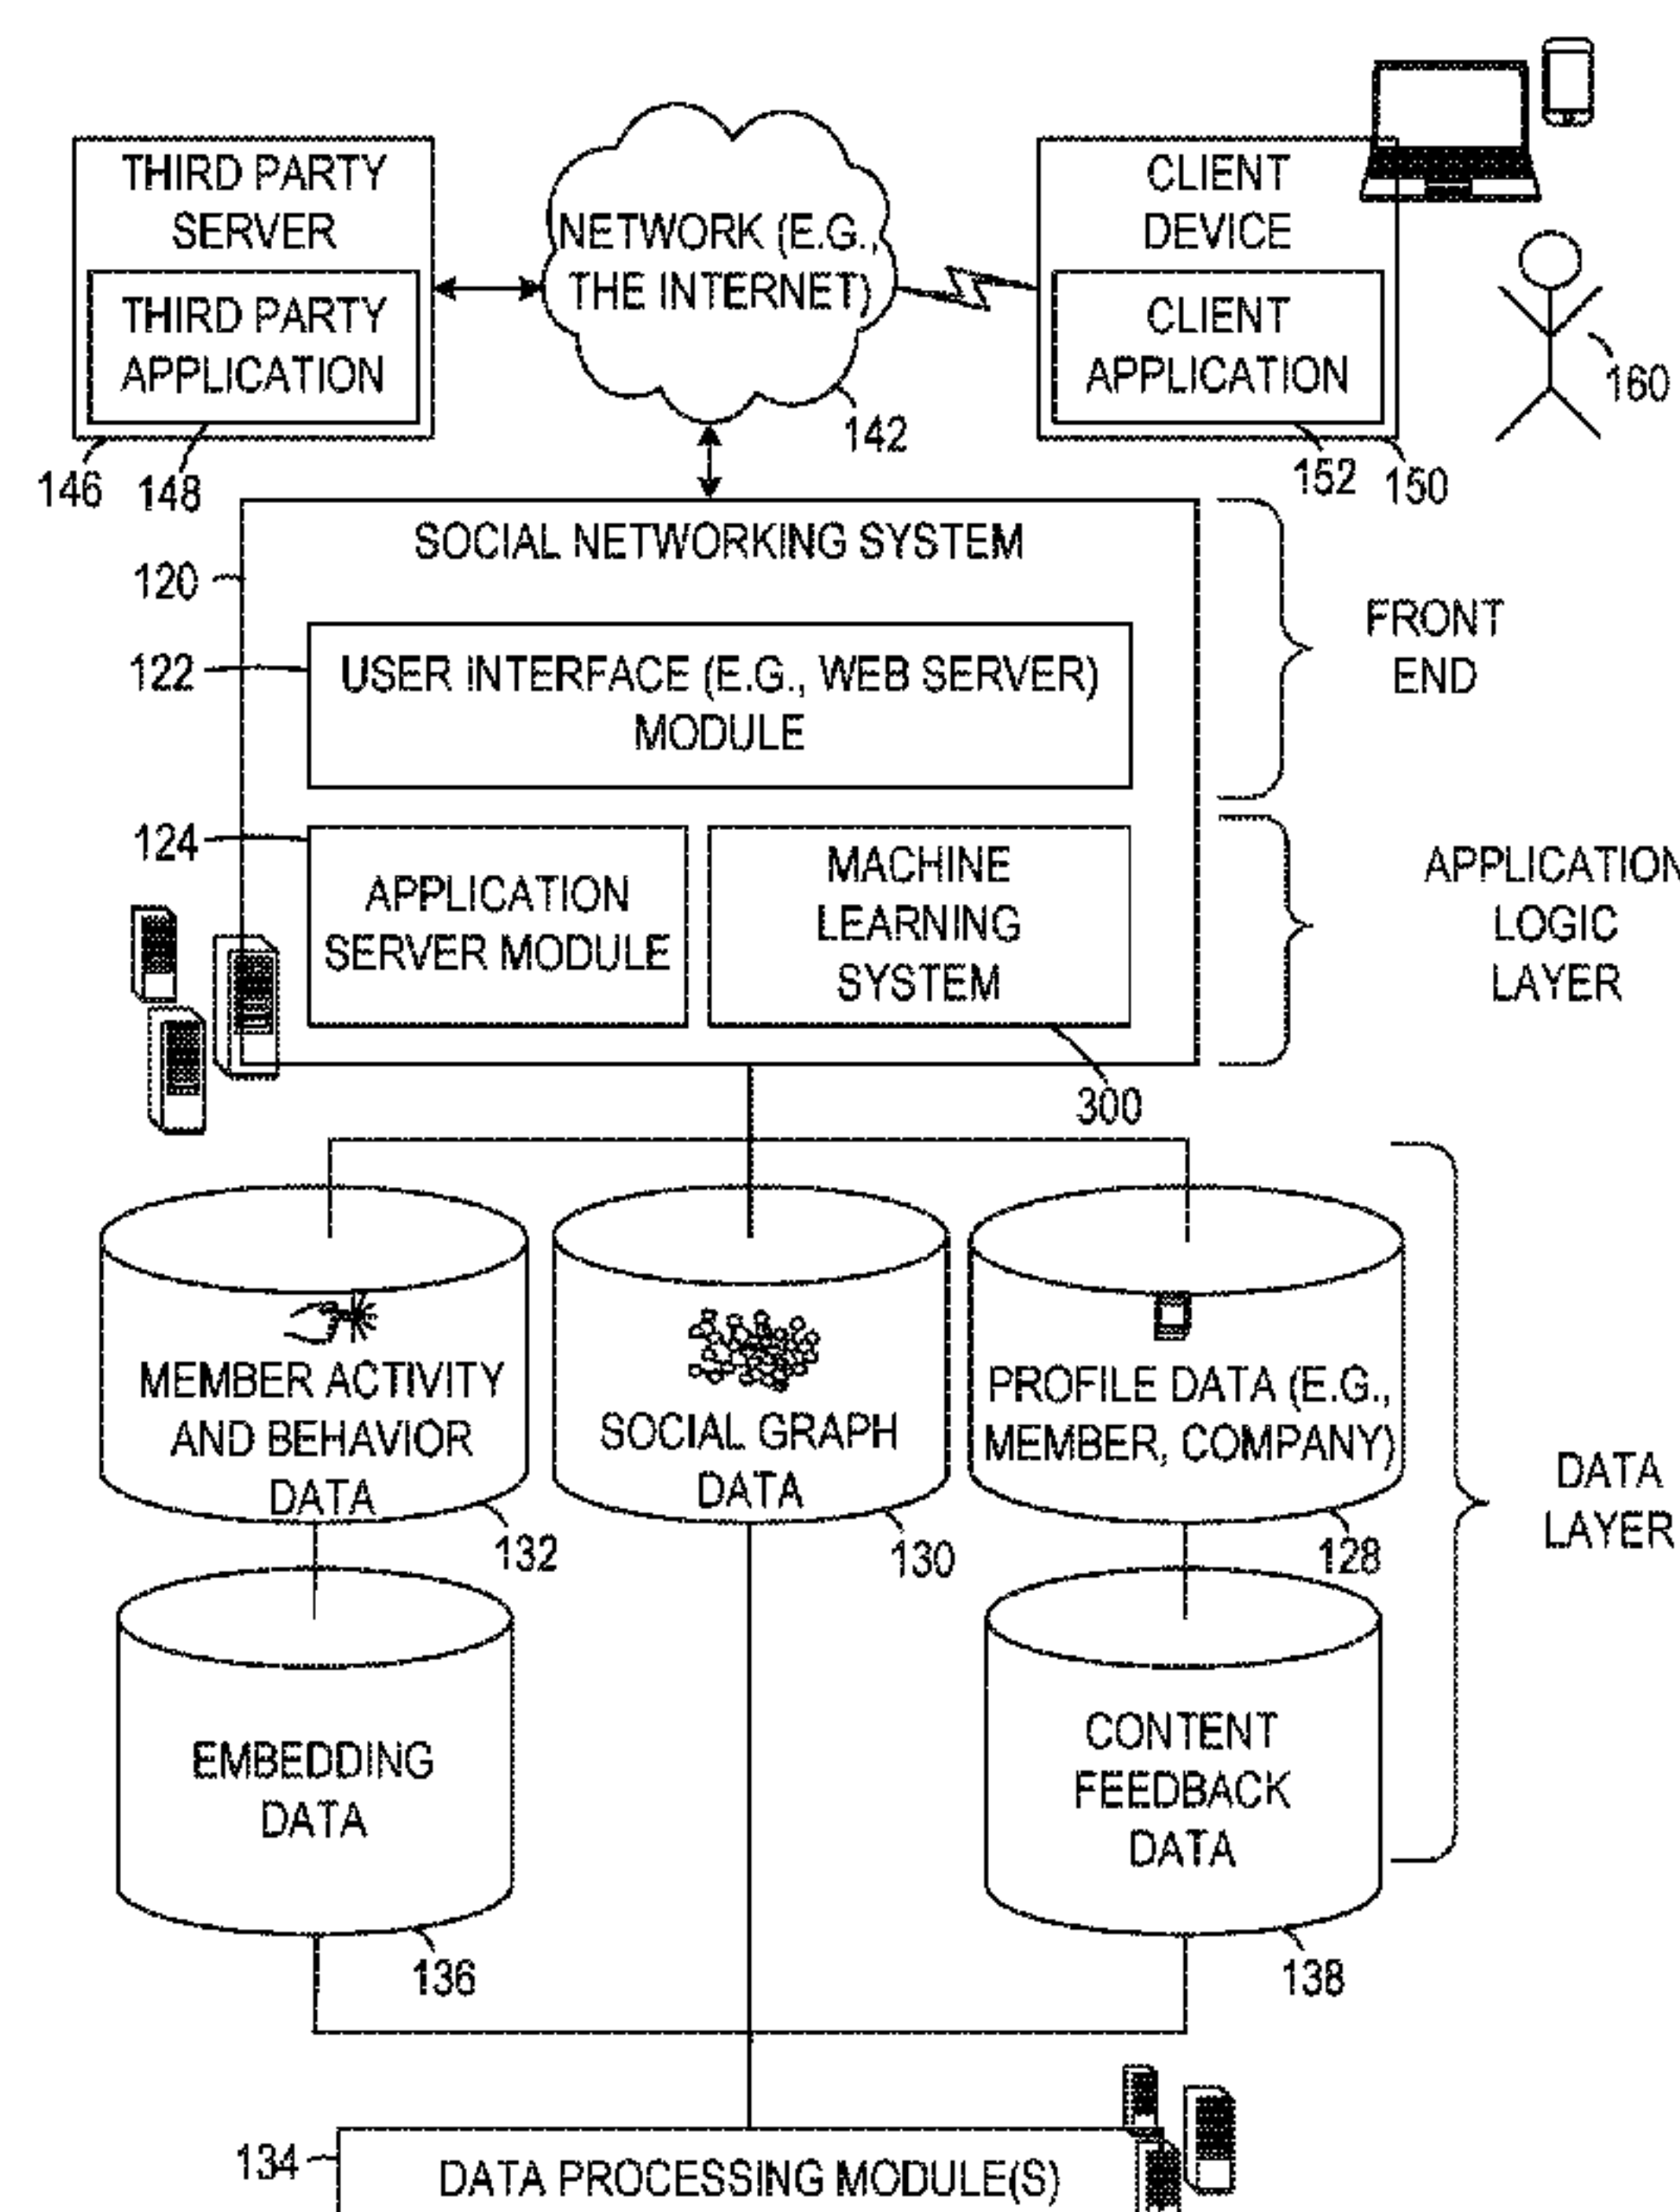 THIRD PARTY
SERVER
THIRD PARTY
APPLICATION
146
148
NETWORK (E.G.,
THE INTERNET)
142
CLIENT
DEVICE
CLIENT
APPLICATION
152
150
160
SOCIAL NETWORKING SYSTEM
120
122
USER INTERFACE (E.G., WEB SERVER)
MODULE
FRONT
END
124
APPLICATION
SERVER MODULE
MACHINE
LEARNING
SYSTEM
300
APPLICATION
LOGIC
LAYER
MEMBER ACTIVITY
AND BEHAVIOR
DATA
132
SOCIAL GRAPH
DATA
130
PROFILE DATA (E.G.,
MEMBER, COMPANY)
128
DATA
LAYER
EMBEDDING
DATA
136
CONTENT
FEEDBACK
DATA
138
134
DATA PROCESSING MODULE(S)